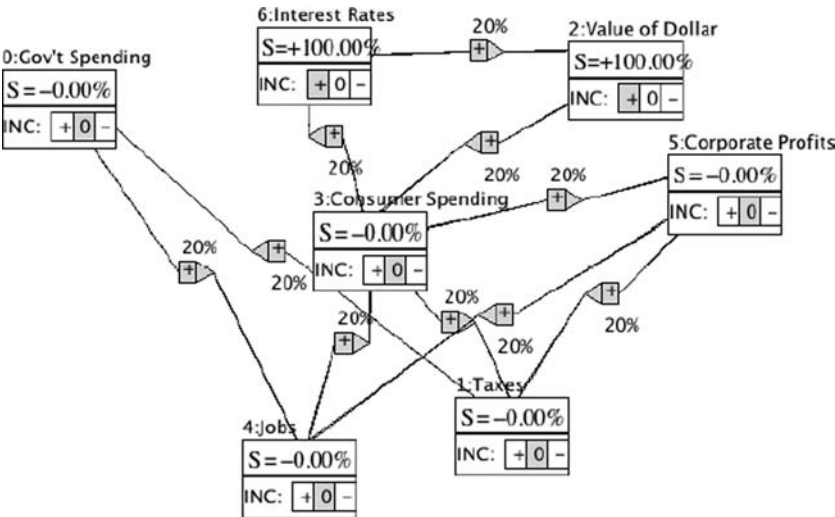 6:Interest Rates
S=+100.00%
INC: + 0 -
20%
+
2:Value of Dollar
S=+100.00%
INC: + 0 -
0:Gov't Spending
S=-0.00%
INC: + 0 -
+
20%
+
20%
5:Corporate Profits
S=-0.00%
INC: + 0 -
20%
+
3:Consumer Spending
S=-0.00%
INC: + 0 -
20%
+
+
20%
20%
+
20%
+
+
20%
20%
+
1:Taxes
S=-0.00%
INC: + 0 -
4:Jobs
S=-0.00%
INC: + 0 -